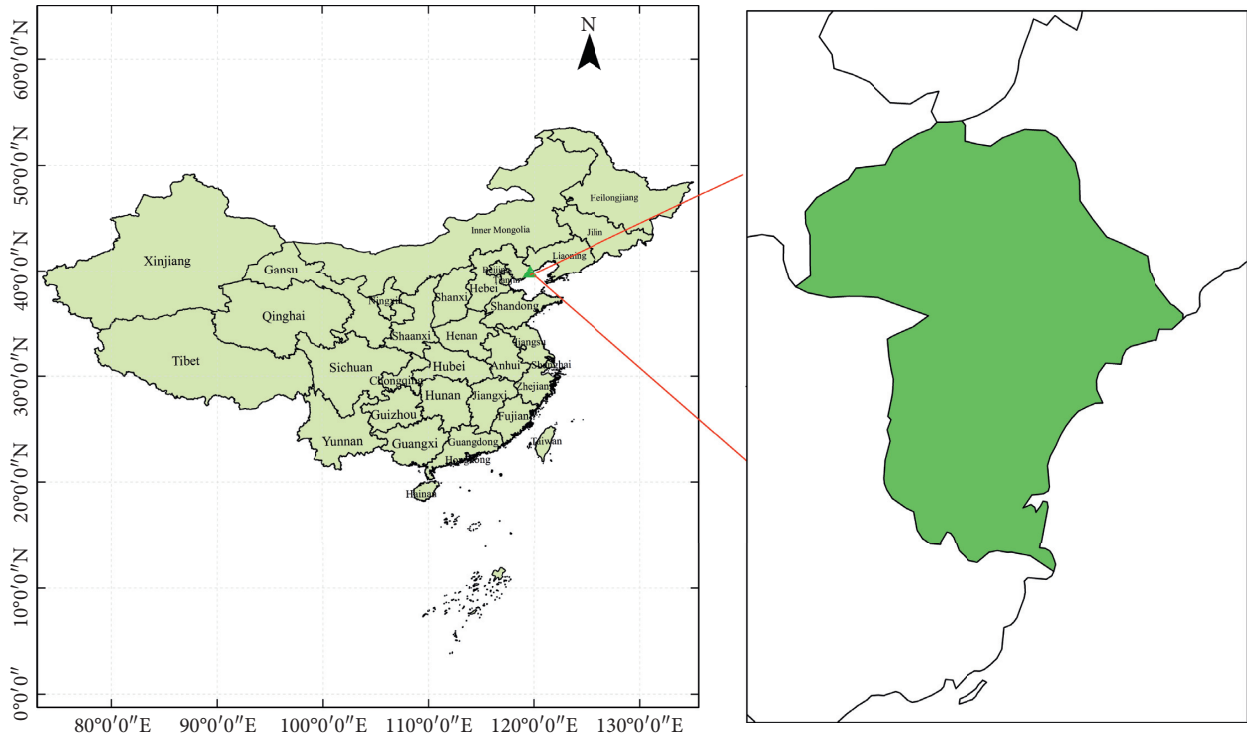 N
60°0′0″N
50°0′0″N
40°0′0″N
30°0′0″N
20°0′0″N
10°0′0″N
0°0′0″
Feilongjiang
Inner Mongolia
Jilin
Liaoning
Xinjiang
Gansu
Beijing
Tianjin
Hebei
Ningxia
Shanxi
Shandong
Qinghai
Shaanxi
Henan
Jiangsu
Tibet
Sichuan
Hubei
Anhui
Shanghai
Chongqing
Zhejiang
Hunan
Jiangxi
Guizhou
Fujian
Yunnan
Guangxi
Guangdong
Taiwan
Hongkong
Hainan
80°0′0″E
90°0′0″E
100°0′0″E
110°0′0″E
120°0′0″E
130°0′0″E